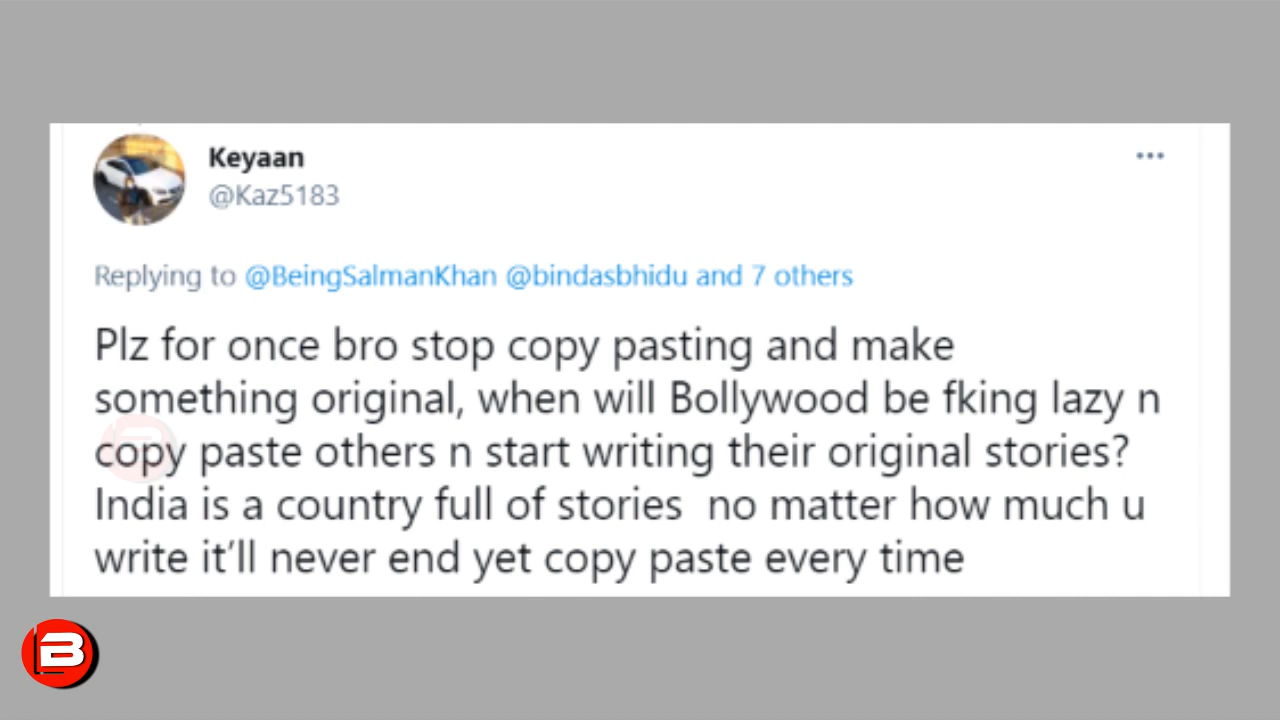 Keyaan
@Kaz5183
Replying to @BeingSalmanKhan @bindasbhidu and 7 others
Plz for once bro stop copy pasting and make
something original, when will Bollywood be fking lazy n
copy paste others n start writing their original stories?
India is a country full of stories  no matter how much u
write it’ll never end yet copy paste every time
B